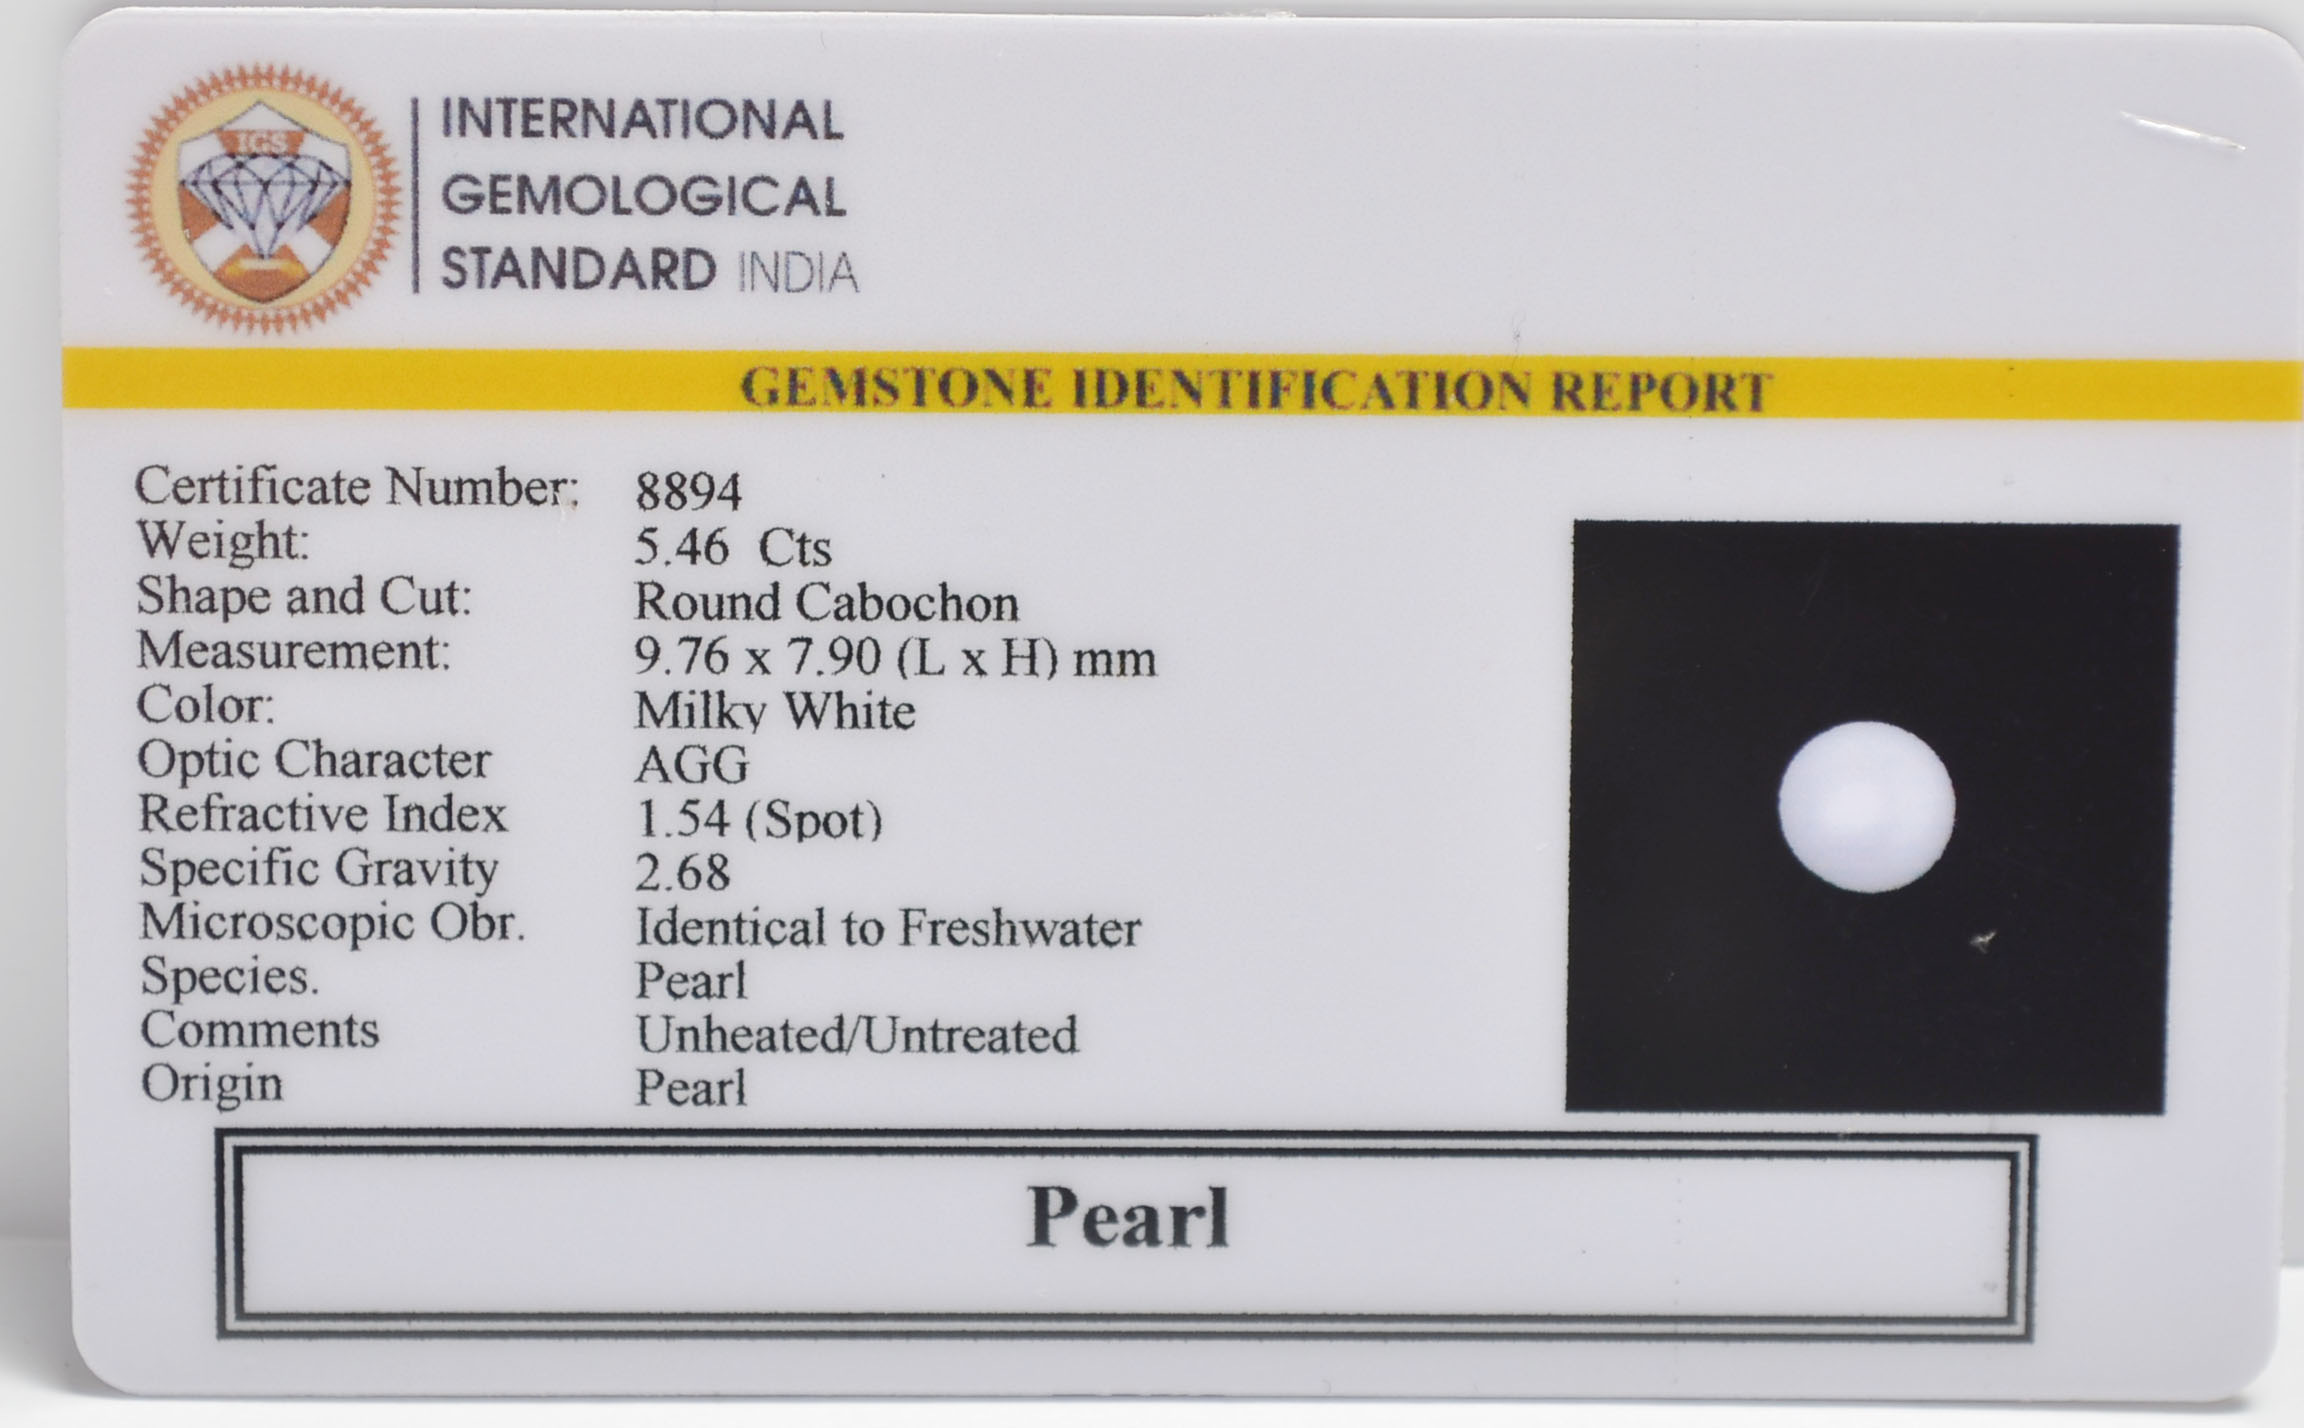 IGS
INTERNATIONAL
GEMOLOGICAL
STANDARD INDIA
GEMSTONE IDENTIFICATION REPORT
Certificate Number: 8894
Weight: 5.46 Cts
Shape and Cut: Round Cabochon
Measurement: 9.76 x 7.90 (L x H) mm
Color: Milky White
Optic Character AGG
Refractive Index 1.54 (Spot)
Specific Gravity 2.68
Microscopic Obr. Identical to Freshwater
Species. Pearl
Comments Unheated/Untreated
Origin Pearl
Pearl